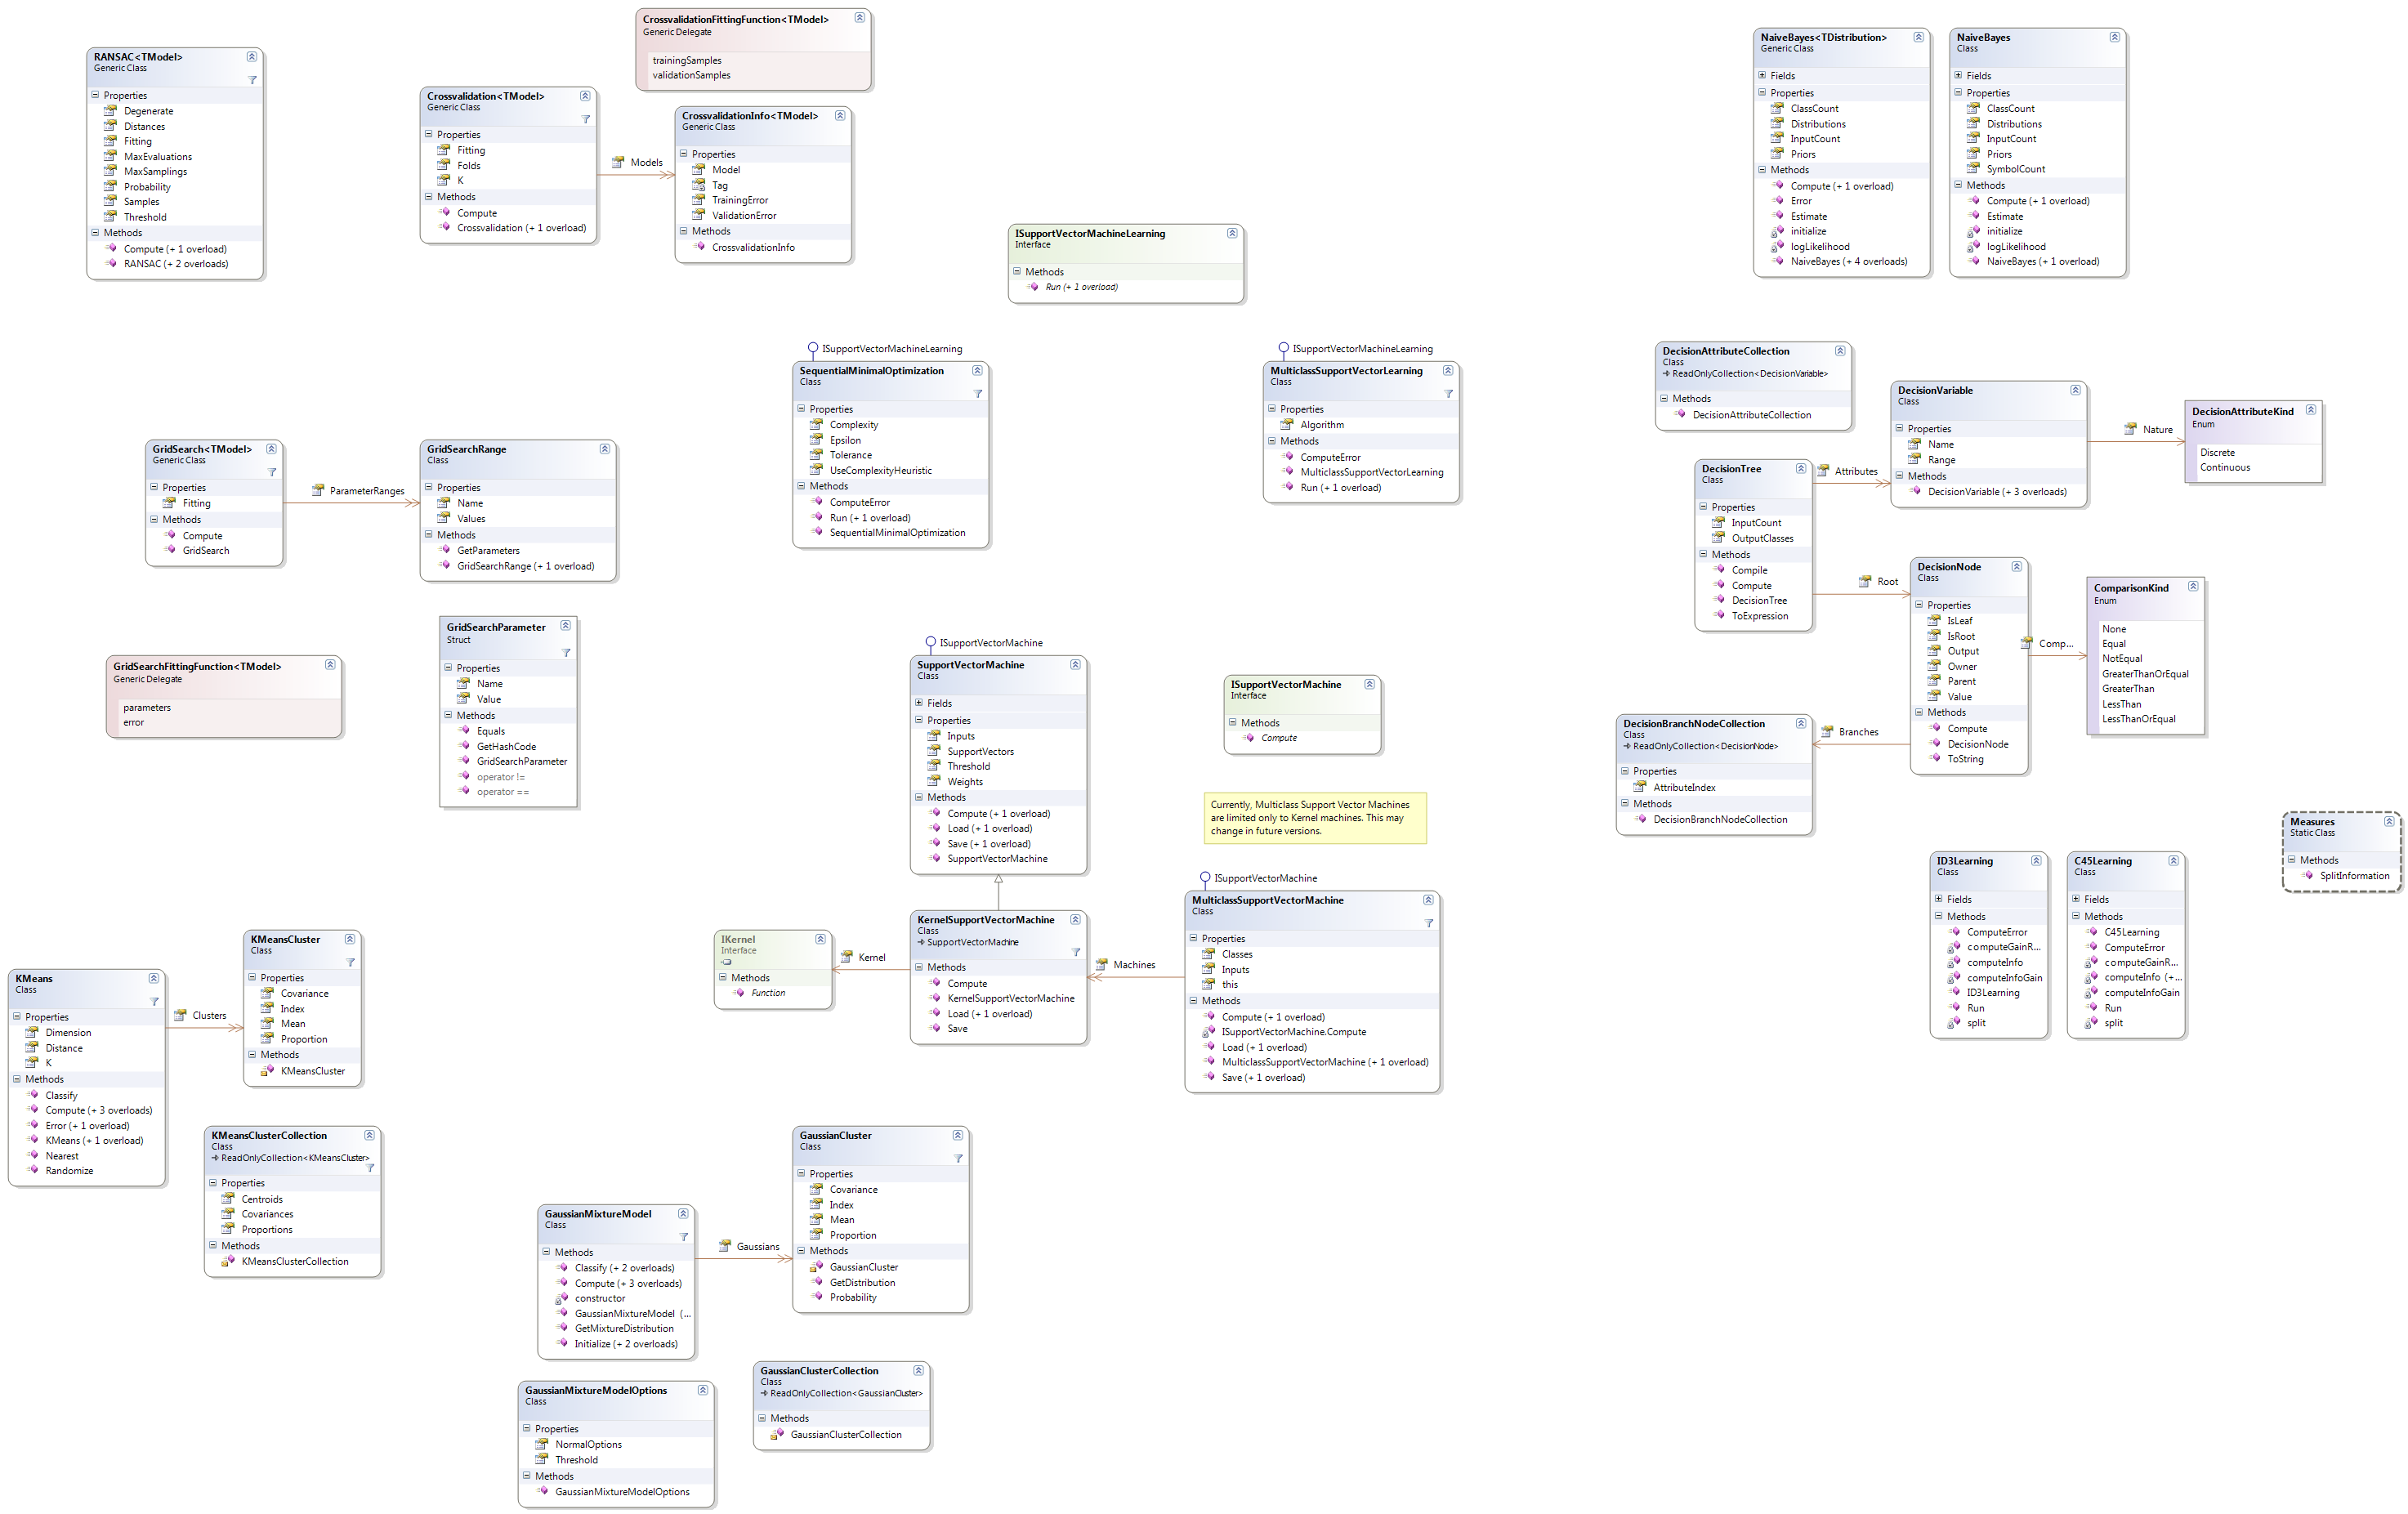 RANSAC<TModel>
Generic Class
Properties
Degenerate
Distances
Fitting
MaxEvaluations
MaxSamplings
Probability
Samples
Threshold
Methods
Compute (+ 1 overload)
RANSAC (+ 2 overloads)
Crossvalidation<TModel>
Generic Class
Properties
Fitting
Folds
K
Methods
Compute
Crossvalidation (+ 1 overload)
Models
CrossvalidationFittingFunction<TModel>
Generic Delegate
trainingSamples
validationSamples
CrossvalidationInfo<TModel>
Generic Class
Properties
Model
Tag
TrainingError
ValidationError
Methods
CrossvalidationInfo
ISupportVectorMachineLearning
Interface
Methods
Run (+ 1 overload)
NaiveBayes<TDistribution>
Generic Class
Fields
Properties
ClassCount
Distributions
InputCount
Priors
Methods
Compute (+ 1 overload)
Error
Estimate
initialize
logLikelihood
NaiveBayes (+ 4 overloads)
NaiveBayes
Class
Fields
Properties
ClassCount
Distributions
InputCount
Priors
SymbolCount
Methods
Compute (+ 1 overload)
Estimate
initialize
logLikelihood
NaiveBayes (+ 1 overload)
GridSearch<TModel>
Generic Class
Properties
Fitting
Methods
Compute
GridSearch
ParameterRanges
GridSearchRange
Class
Properties
Name
Values
Methods
GetParameters
GridSearchRange (+ 1 overload)
ISupportVectorMachineLearning
SequentialMinimalOptimization
Class
Properties
Complexity
Epsilon
Tolerance
UseComplexityHeuristic
Methods
ComputeError
Run (+ 1 overload)
SequentialMinimalOptimization
ISupportVectorMachineLearning
MulticlassSupportVectorLearning
Class
Properties
Algorithm
Methods
ComputeError
MulticlassSupportVectorLearning
Run (+ 1 overload)
DecisionAttributeCollection
Class
ReadOnlyCollection<DecisionVariable>
Methods
DecisionAttributeCollection
DecisionVariable
Class
Properties
Name
Range
Methods
DecisionVariable (+ 3 overloads)
Nature
DecisionAttributeKind
Enum
Discrete
Continuous
DecisionTree
Class
Properties
InputCount
OutputClasses
Methods
Compile
Compute
DecisionTree
ToExpression
Attributes
Root
DecisionNode
Class
Properties
IsLeaf
IsRoot
Output
Owner
Parent
Value
Methods
Compute
DecisionNode
ToString
Comp...
ComparisonKind
Enum
None
Equal
NotEqual
GreaterThanOrEqual
GreaterThan
LessThan
LessThanOrEqual
Branches
DecisionBranchNodeCollection
Class
ReadOnlyCollection<DecisionNode>
Properties
AttributeIndex
Methods
DecisionBranchNodeCollection
GridSearchFittingFunction<TModel>
Generic Delegate
parameters
error
GridSearchParameter
Struct
Properties
Name
Value
Methods
Equals
GetHashCode
GridSearchParameter
operator !=
operator ==
ISupportVectorMachine
SupportVectorMachine
Class
Fields
Properties
Inputs
SupportVectors
Threshold
Weights
Methods
Compute (+ 1 overload)
Load (+ 1 overload)
Save (+ 1 overload)
SupportVectorMachine
ISupportVectorMachine
Interface
Methods
Compute
Currently, Multiclass Support Vector Machines
are limited only to Kernel machines. This may
change in future versions.
Measures
Static Class
Methods
SplitInformation
ID3Learning
Class
Fields
Methods
ComputeError
computeGainR...
computeInfo
computeInfoGain
ID3Learning
Run
split
C45Learning
Class
Fields
Methods
C45Learning
ComputeError
computeGainR...
computeInfo (+...
computeInfoGain
Run
split
IKernel
Interface
Methods
Function
Kernel
KernelSupportVectorMachine
Class
SupportVectorMachine
Methods
Compute
KernelSupportVectorMachine
Load (+ 1 overload)
Save
Machines
ISupportVectorMachine
MulticlassSupportVectorMachine
Class
Properties
Classes
Inputs
this
Methods
Compute (+ 1 overload)
ISupportVectorMachine.Compute
Load (+ 1 overload)
MulticlassSupportVectorMachine (+ 1 overload)
Save (+ 1 overload)
KMeans
Class
Properties
Dimension
Distance
K
Methods
Classify
Compute (+ 3 overloads)
Error (+ 1 overload)
KMeans (+ 1 overload)
Nearest
Randomize
Clusters
KMeansCluster
Class
Properties
Covariance
Index
Mean
Proportion
Methods
KMeansCluster
KMeansClusterCollection
Class
ReadOnlyCollection<KMeansCluster>
Properties
Centroids
Covariances
Proportions
Methods
KMeansClusterCollection
GaussianMixtureModel
Class
Methods
Classify (+ 2 overloads)
Compute (+ 3 overloads)
constructor
GaussianMixtureModel (...
GetMixtureDistribution
Initialize (+ 2 overloads)
Gaussians
GaussianCluster
Class
Properties
Covariance
Index
Mean
Proportion
Methods
GaussianCluster
GetDistribution
Probability
GaussianMixtureModelOptions
Class
Properties
NormalOptions
Threshold
Methods
GaussianMixtureModelOptions
GaussianClusterCollection
Class
ReadOnlyCollection<GaussianCluster>
Methods
GaussianClusterCollection